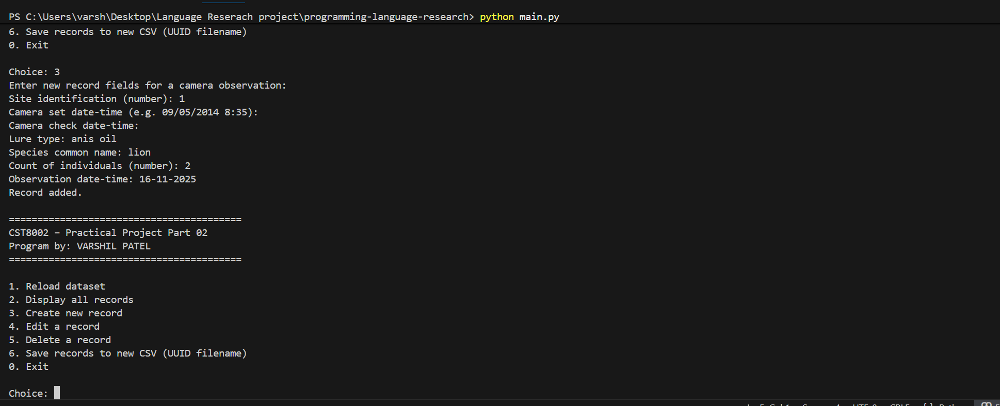 PS C:\Users\varsh\Desktop\Language Reserach project\programming-language-research> python main.py
6. Save records to new CSV (UUID filename)
0. Exit
Choice: 3
Enter new record fields for a camera observation:
Site identification (number): 1
Camera set date-time (e.g. 09/05/2014 8:35):
Camera check date-time:
Lure type: anis oil
Species common name: lion
Count of individuals (number): 2
Observation date-time: 16-11-2025
Record added.
=========================================
CST8002 – Practical Project Part 02
Program by: VARSHIL PATEL
=========================================
1. Reload dataset
2. Display all records
3. Create new record
4. Edit a record
5. Delete a record
6. Save records to new CSV (UUID filename)
0. Exit
Choice: